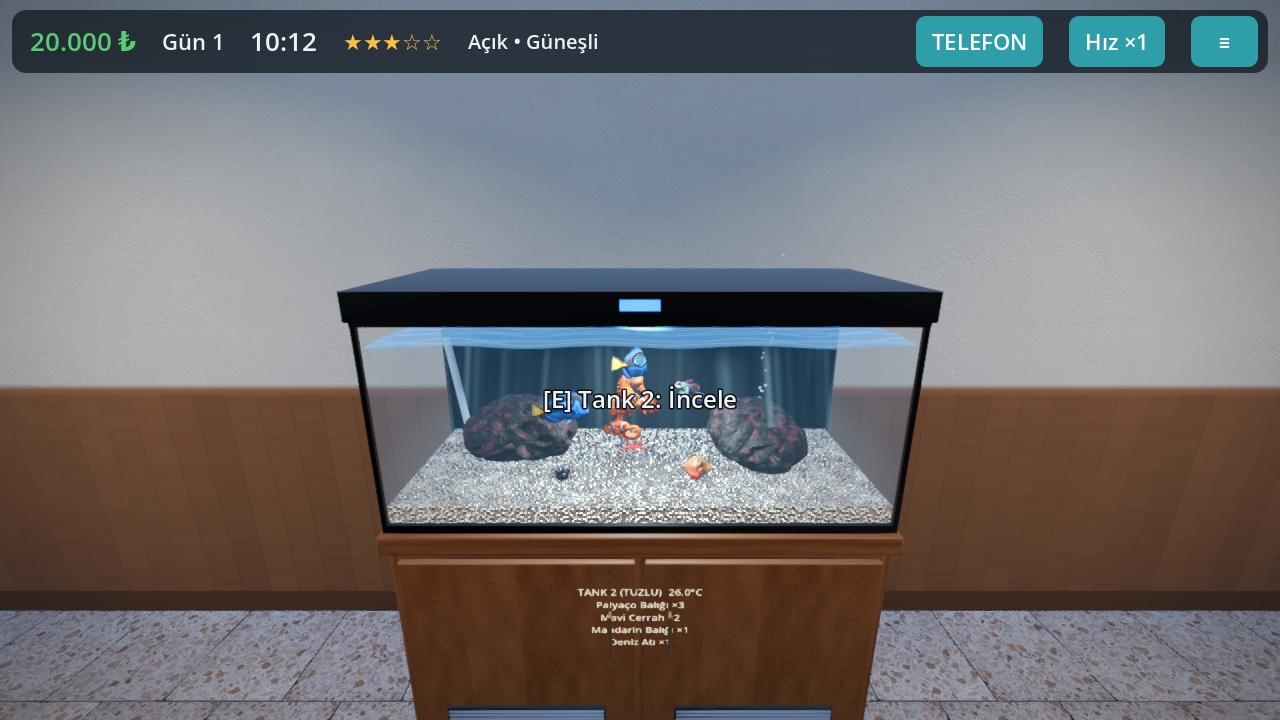 20.000 ₺ Gün 1 10:12 ★★★☆☆ Açık • Güneşli TELEFON Hız ×1 ≡
[E] Tank 2: İncele
TANK 2 (TUZLU) 26.0°C
Palyaço Balığı ×3
Mavi Cerrah ×2
Mandarin Balığı ×1
Deniz Atı ×1